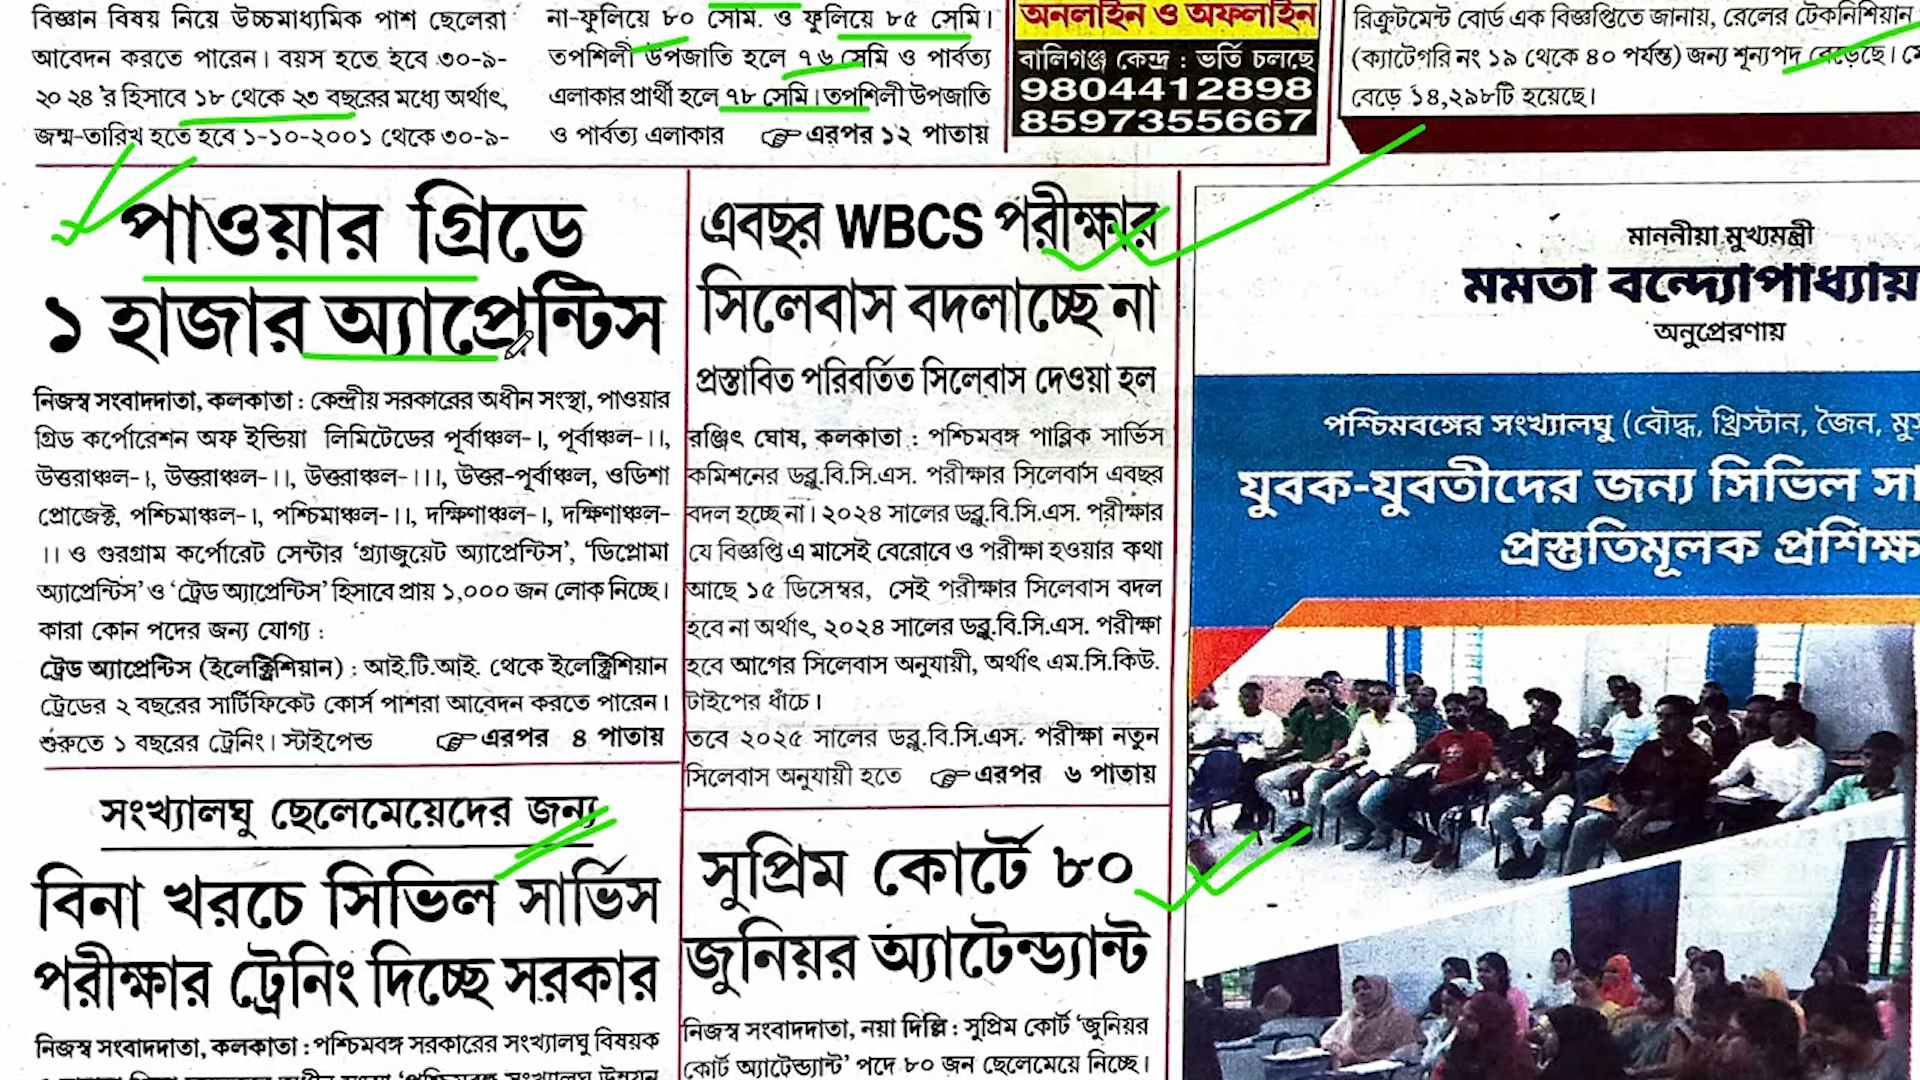 বিজ্ঞান বিষয় নিয়ে উচ্চমাধ্যমিক পাশ ছেলেরা
আবেদন করতে পারেন। বয়স হতে হবে ৩০-৯-
২০২৪'র হিসাবে ১৮ থেকে ২৩ বছরের মধ্যে অর্থাৎ,
জন্ম-তারিখ হতে হবে ১-১০-২০০১ থেকে ৩০-৯-
না-ফুলিয়ে ৮০ সেমি. ও ফুলিয়ে ৮৫ সেমি।
তপশিলী উপজাতি হলে ৭৬ সেমি ও পার্বত্য
এলাকার প্রার্থী হলে ৭৮ সেমি। তপশিলী উপজাতি
ও পার্বত্য এলাকার এরপর ১২ পাতায়
অনলাইন ও অফলাইন
বালিগঞ্জ কেন্দ্র : ভর্তি চলছে
9804412898
8597355667
রিক্রুটমেন্ট বোর্ড এক বিজ্ঞপ্তিতে জানায়, রেলের টেকনিশিয়ান
(ক্যাটেগরি নং ১৯ থেকে ৪০ পর্যন্ত) জন্য শূন্যপদ বেড়েছে।
বেড়ে ১৪,২৯৮টি হয়েছে।
পাওয়ার গ্রিডে
১ হাজার অ্যাপ্রেন্টিস
নিজস্ব সংবাদদাতা, কলকাতা : কেন্দ্রীয় সরকারের অধীন সংস্থা, পাওয়ার
গ্রিড কর্পোরেশন অফ ইন্ডিয়া লিমিটেডের পূর্বাঞ্চল-।, পূর্বাঞ্চল-।।,
উত্তরাঞ্চল-।, উত্তরাঞ্চল-।।, উত্তরাঞ্চল-।।।, উত্তর-পূর্বাঞ্চল, ওডিশা
প্রোজেক্ট, পশ্চিমাঞ্চল-।, পশ্চিমাঞ্চল-।।, দক্ষিণাঞ্চল-।, দক্ষিণাঞ্চল-
।। ও গুরগ্রাম কর্পোরেট সেন্টার 'গ্র্যাজুয়েট অ্যাপ্রেন্টিস', 'ডিপ্লোমা
অ্যাপ্রেন্টিস' ও 'ট্রেড অ্যাপ্রেন্টিস' হিসাবে প্রায় ১,০০০ জন লোক নিচ্ছে।
কারা কোন পদের জন্য যোগ্য :
ট্রেড অ্যাপ্রেন্টিস (ইলেক্ট্রিশিয়ান) : আই.টি.আই. থেকে ইলেক্ট্রিশিয়ান
ট্রেডের ২ বছরের সার্টিফিকেট কোর্স পাশরা আবেদন করতে পারেন।
শুরুতে ১ বছরের ট্রেনিং। স্টাইপেন্ড এরপর ৪ পাতায়
এবছর WBCS পরীক্ষার
সিলেবাস বদলাচ্ছে না
প্রস্তাবিত পরিবর্তিত সিলেবাস দেওয়া হল
রঞ্জিৎ ঘোষ, কলকাতা : পশ্চিমবঙ্গ পাব্লিক সার্ভিস
কমিশনের ডব্লু.বি.সি.এস. পরীক্ষার সিলেবাস এবছর
বদল হচ্ছে না। ২০২৪ সালের ডব্লু.বি.সি.এস. পরীক্ষার
যে বিজ্ঞপ্তি এ মাসেই বেরোবে ও পরীক্ষা হওয়ার কথা
আছে ১৫ ডিসেম্বর, সেই পরীক্ষার সিলেবাস বদল
হবে না অর্থাৎ, ২০২৪ সালের ডব্লু.বি.সি.এস. পরীক্ষা
হবে আগের সিলেবাস অনুযায়ী, অর্থাৎ এম.সি.কিউ.
টাইপের ধাঁচে।
তবে ২০২৫ সালের ডব্লু.বি.সি.এস. পরীক্ষা নতুন
সিলেবাস অনুযায়ী হতে এরপর ৬ পাতায়
মাননীয়া মুখ্যমন্ত্রী
মমতা বন্দ্যোপাধ্যায়
অনুপ্রেরণায়
পশ্চিমবঙ্গের সংখ্যালঘু (বৌদ্ধ, খ্রিস্টান, জৈন,
যুবক-যুবতীদের জন্য সিভিল
প্রস্তুতিমূলক প্রশিক্ষ
সংখ্যালঘু ছেলেমেয়েদের জন্য
বিনা খরচে সিভিল সার্ভিস
পরীক্ষার ট্রেনিং দিচ্ছে সরকার
নিজস্ব সংবাদদাতা, কলকাতা : পশ্চিমবঙ্গ সরকারের সংখ্যালঘু বিষয়ক
সুপ্রিম কোর্টে ৮০
জুনিয়র অ্যাটেন্ড্যান্ট
নিজস্ব সংবাদদাতা, নয়া দিল্লি : সুপ্রিম কোর্ট 'জুনিয়র
কোর্ট অ্যাটেন্ড্যান্ট' পদে ৮০ জন ছেলেমেয়ে নিচ্ছে।